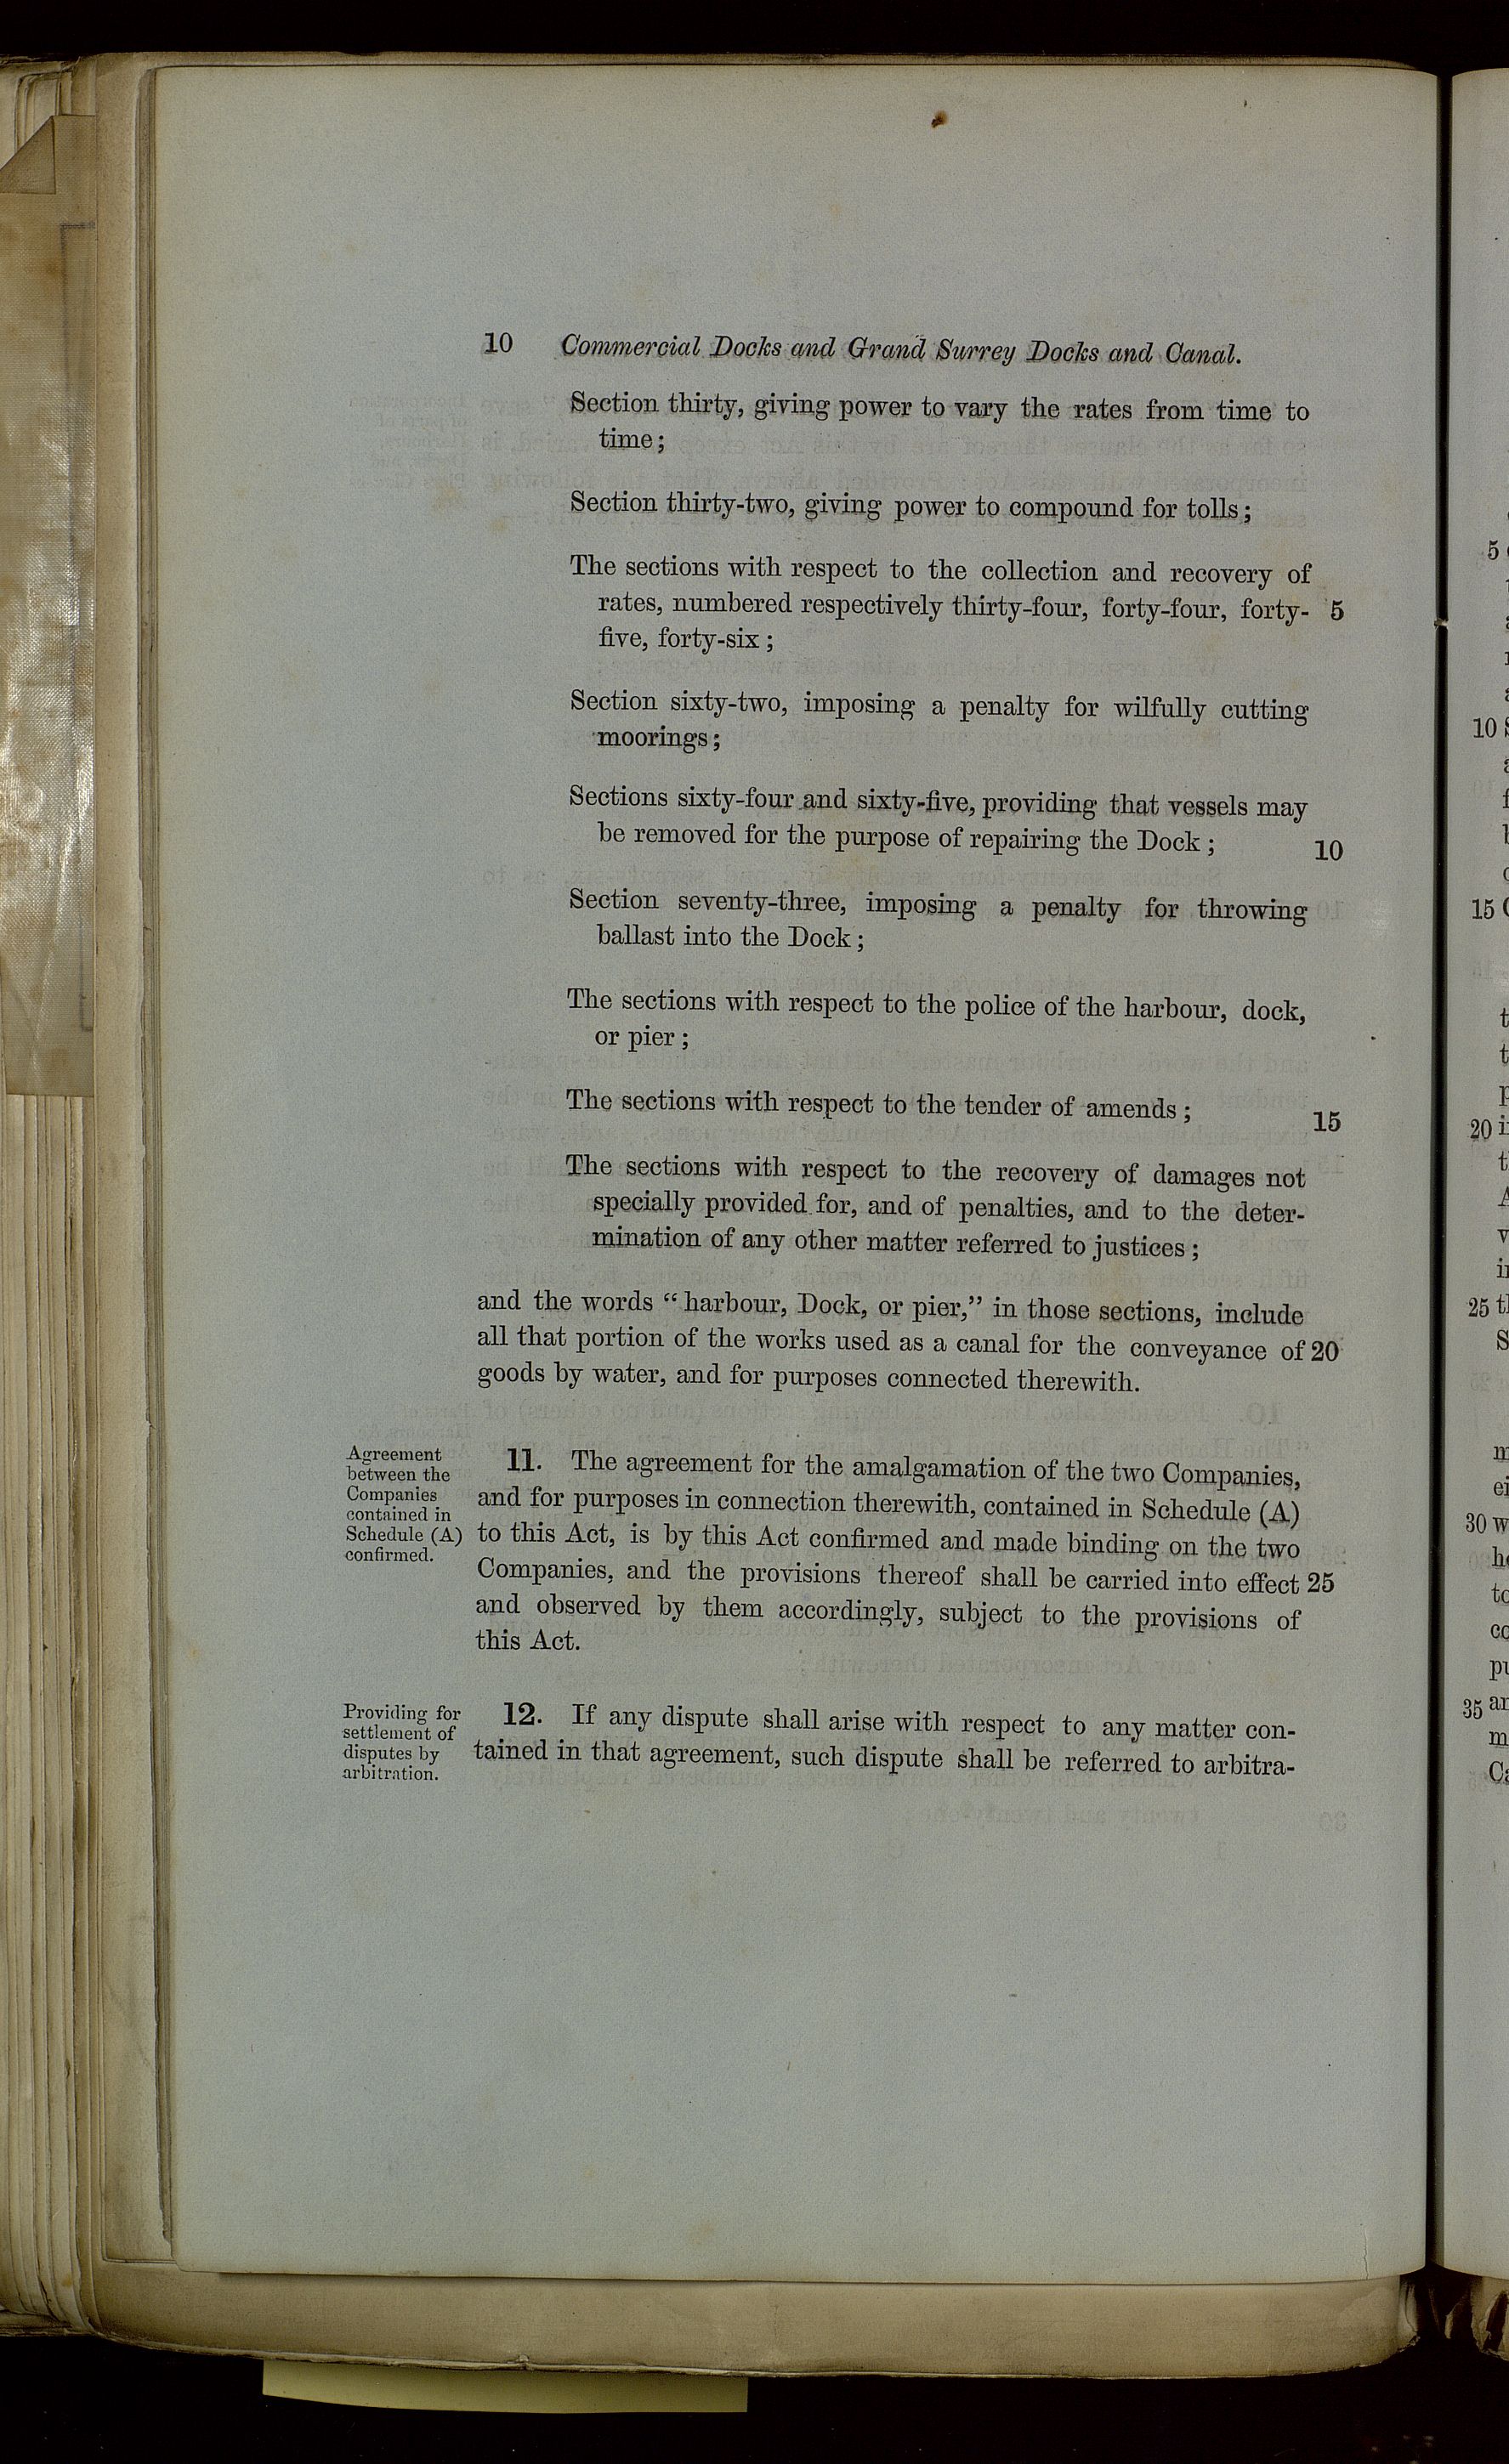 10 Commercial Docks and Grand Surrey Docks and Canal.
Section thirty, giving power to vary the rates from time to
time;
Section thirty-two, giving power to compound for tolls;
The sections with respect to the collection and recovery of
rates, numbered respectively thirty-four, forty-four, forty- 5
five, forty-six;
Section sixty-two, imposing a penalty for wilfully cutting
moorings;
Sections sixty-four and sixty-five, providing that vessels may
be removed for the purpose of repairing the Dock; 10
Section seventy-three, imposing a penalty for throwing
ballast into the Dock;
The sections with respect to the police of the harbour, dock,
or pier;
The sections with respect to the tender of amends; 15
The sections with respect to the recovery of damages not
specially provided for, and of penalties, and to the deter-
mination of any other matter referred to justices;
and the words "harbour, Dock, or pier," in those sections, include
all that portion of the works used as a canal for the conveyance of 20
goods by water, and for purposes connected therewith.
Agreement
between the
Companies
contained in
Schedule (A)
confirmed.
11. The agreement for the amalgamation of the two Companies,
and for purposes in connection therewith, contained in Schedule (A)
to this Act, is by this Act confirmed and made binding on the two
Companies, and the provisions thereof shall be carried into effect 25
and observed by them accordingly, subject to the provisions of
this Act.
Providing for
settlement of
disputes by
arbitration.
12. If any dispute shall arise with respect to any matter con-
tained in that agreement, such dispute shall be referred to arbitra-
5
10
15
20
25
30
35